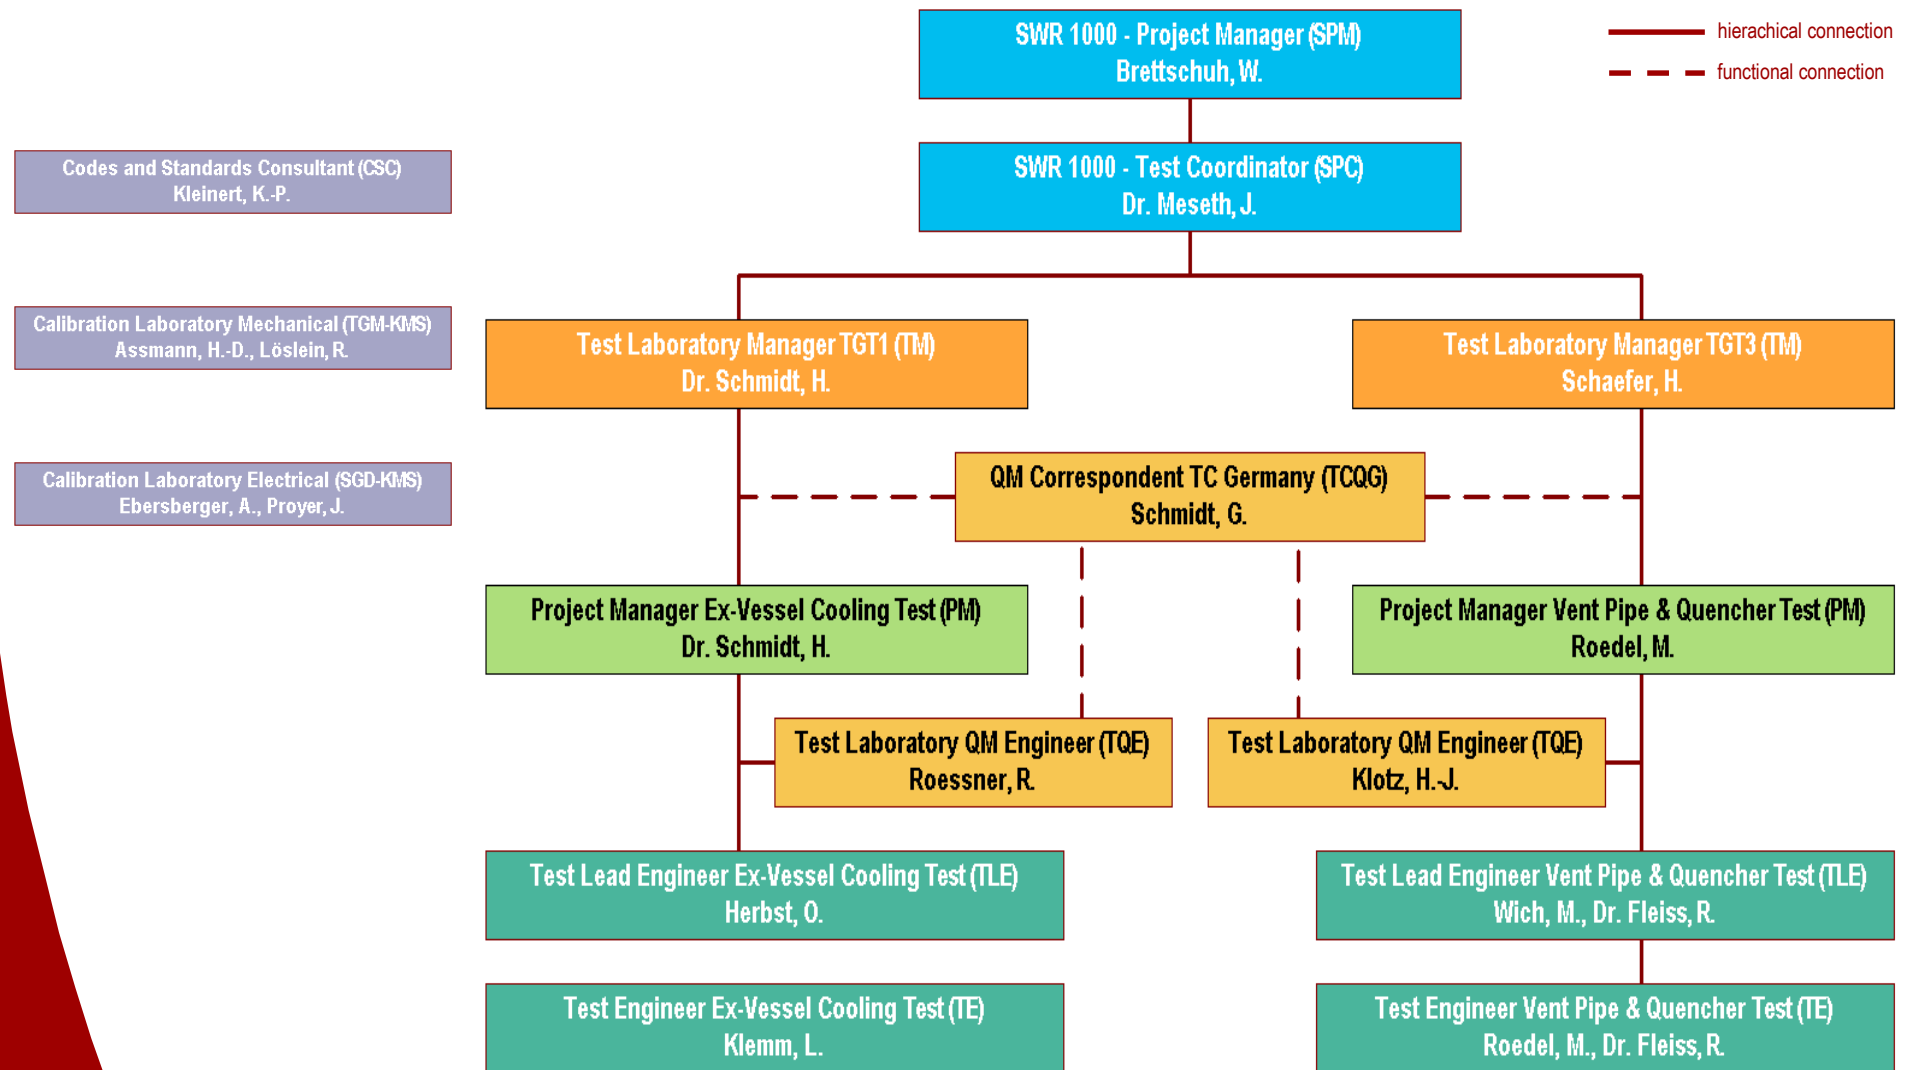 SWR 1000 - Project Manager (SPM)
Brettschuh, W.
hierachical connection
functional connection
Codes and Standards Consultant (CSC)
Kleinert, K.-P.
SWR 1000 - Test Coordinator (SPC)
Dr. Meseth, J.
Calibration Laboratory Mechanical (TGM-KMS)
Assmann, H.-D., Löslein, R.
Test Laboratory Manager TGT1 (TM)
Dr. Schmidt, H.
Test Laboratory Manager TGT3 (TM)
Schaefer, H.
Calibration Laboratory Electrical (SGD-KMS)
Ebersberger, A., Proyer, J.
QM Correspondent TC Germany (TCQG)
Schmidt, G.
Project Manager Ex-Vessel Cooling Test (PM)
Dr. Schmidt, H.
Project Manager Vent Pipe & Quencher Test (PM)
Roedel, M.
Test Laboratory QM Engineer (TQE)
Roessner, R.
Test Laboratory QM Engineer (TQE)
Klotz, H.-J.
Test Lead Engineer Ex-Vessel Cooling Test (TLE)
Herbst, O.
Test Lead Engineer Vent Pipe & Quencher Test (TLE)
Wich, M., Dr. Fleiss, R.
Test Engineer Ex-Vessel Cooling Test (TE)
Klemm, L.
Test Engineer Vent Pipe & Quencher Test (TE)
Roedel, M., Dr. Fleiss, R.